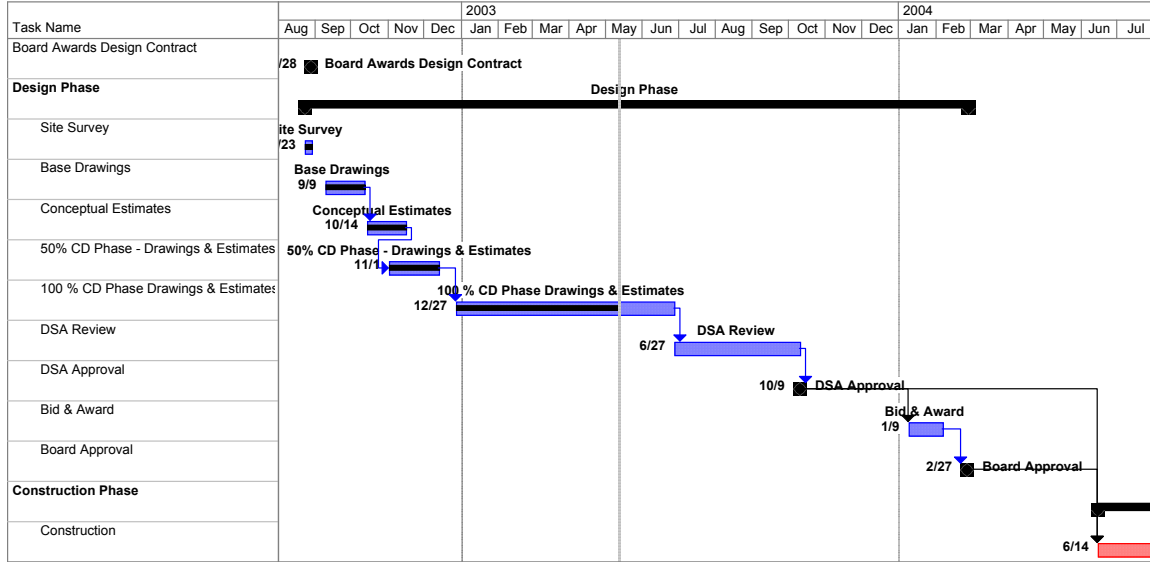 2003 2004
Task Name Aug Sep Oct Nov Dec Jan Feb Mar Apr May Jun Jul Aug Sep Oct Nov Dec Jan Feb Mar Apr May Jun Jul
Board Awards Design Contract
/28 Board Awards Design Contract
Design Phase Design Phase
Site Survey ite Survey
/23
Base Drawings Base Drawings
9/9
Conceptual Estimates Conceptual Estimates
10/14
50% CD Phase - Drawings & Estimates 50% CD Phase - Drawings & Estimates
11/1
100 % CD Phase Drawings & Estimates 100 % CD Phase Drawings & Estimates
12/27
DSA Review DSA Review
6/27
DSA Approval
10/9 DSA Approval
Bid & Award Bid & Award
1/9
Board Approval
2/27 Board Approval
Construction Phase
Construction
6/14